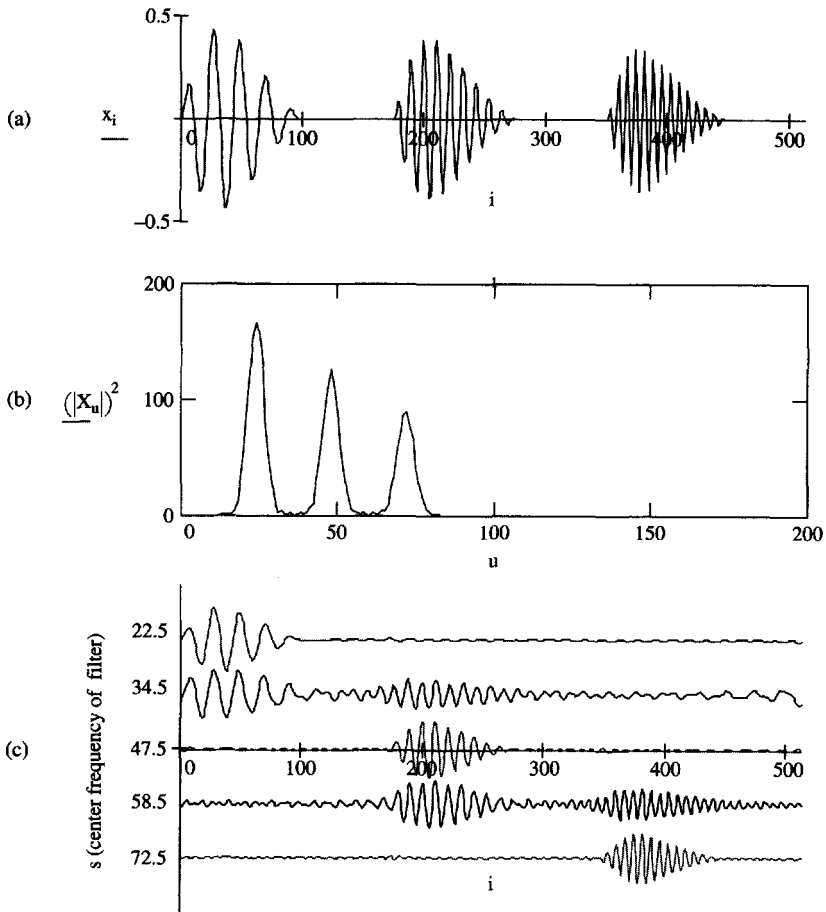 0.5
(a)
x_i
0 100 200 300 400 500
i
–0.5
200
(b)
(|X_u|)^2
100
0
0 50 100 150 200
u
(c)
s (center frequency of filter)
22.5
34.5
47.5
0 100 200 300 400 500
58.5
72.5
i